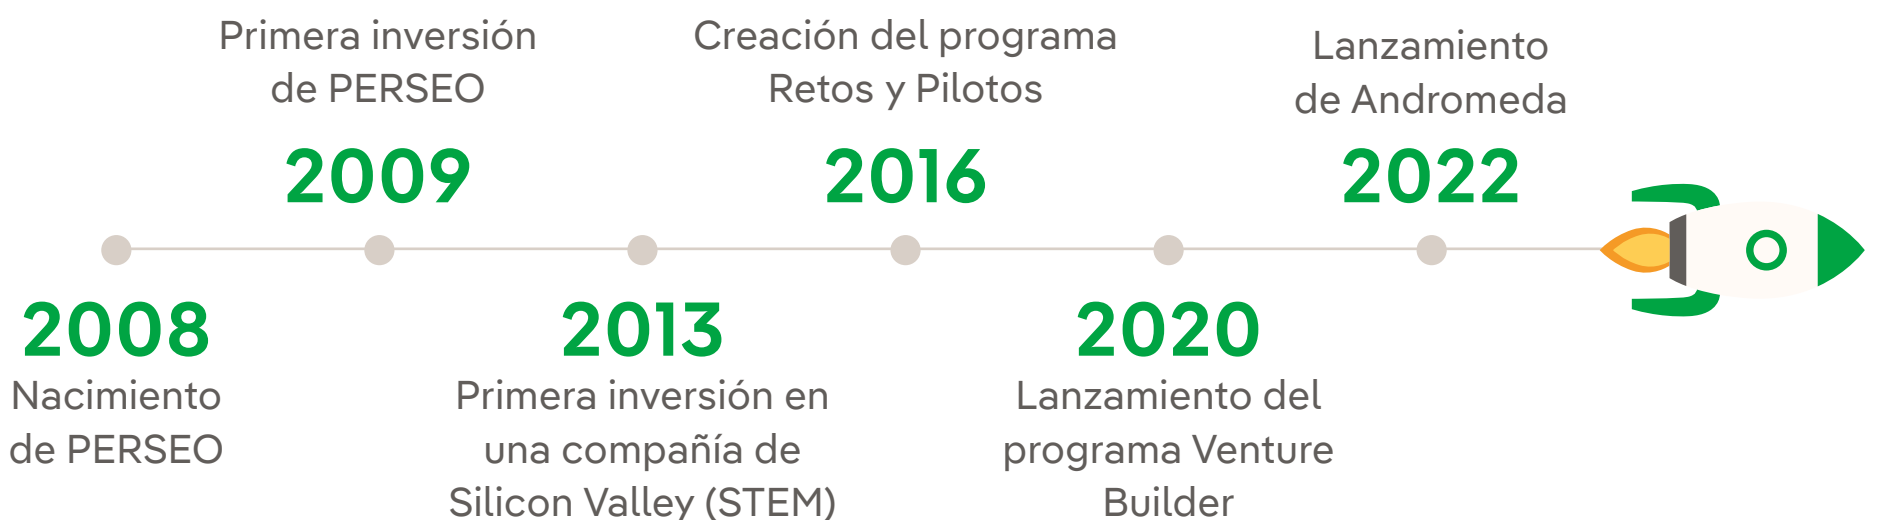 Primera inversión
de PERSEO
2009
Creación del programa
Retos y Pilotos
2016
Lanzamiento
de Andromeda
2022
2008
Nacimiento
de PERSEO
2013
Primera inversión en
una compañía de
Silicon Valley (STEM)
2020
Lanzamiento del
programa Venture
Builder